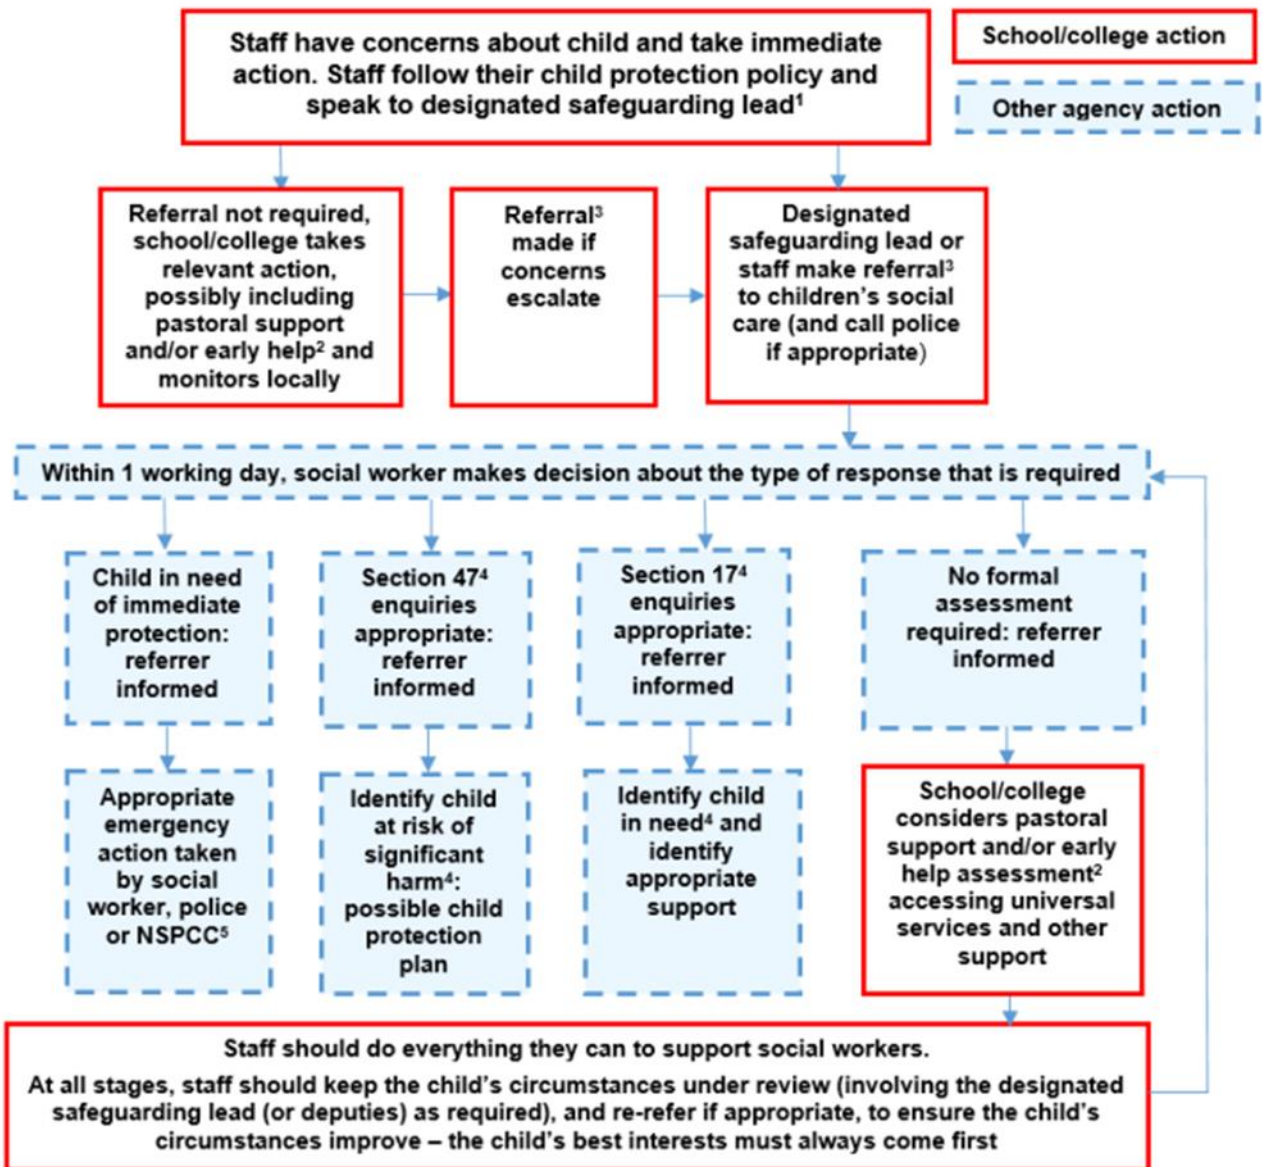 Staff have concerns about child and take immediate
action. Staff follow their child protection policy and
speak to designated safeguarding lead¹
School/college action
Other agency action
Referral not required,
school/college takes
relevant action,
possibly including
pastoral support
and/or early help² and
monitors locally
Referral³
made if
concerns
escalate
Designated
safeguarding lead or
staff make referral³
to children's social
care (and call police
if appropriate)
Within 1 working day, social worker makes decision about the type of response that is required
Child in need
of immediate
protection:
referrer
informed
Section 47⁴
enquiries
appropriate:
referrer
informed
Section 17⁴
enquiries
appropriate:
referrer
informed
No formal
assessment
required: referrer
informed
Appropriate
emergency
action taken
by social
worker, police
or NSPCC⁵
Identify child
at risk of
significant
harm⁴:
possible child
protection
plan
Identify child
in need⁴ and
identify
appropriate
support
School/college
considers pastoral
support and/or early
help assessment²
accessing universal
services and other
support
Staff should do everything they can to support social workers.
At all stages, staff should keep the child's circumstances under review (involving the designated
safeguarding lead (or deputies) as required), and re-refer if appropriate, to ensure the child's
circumstances improve – the child's best interests must always come first